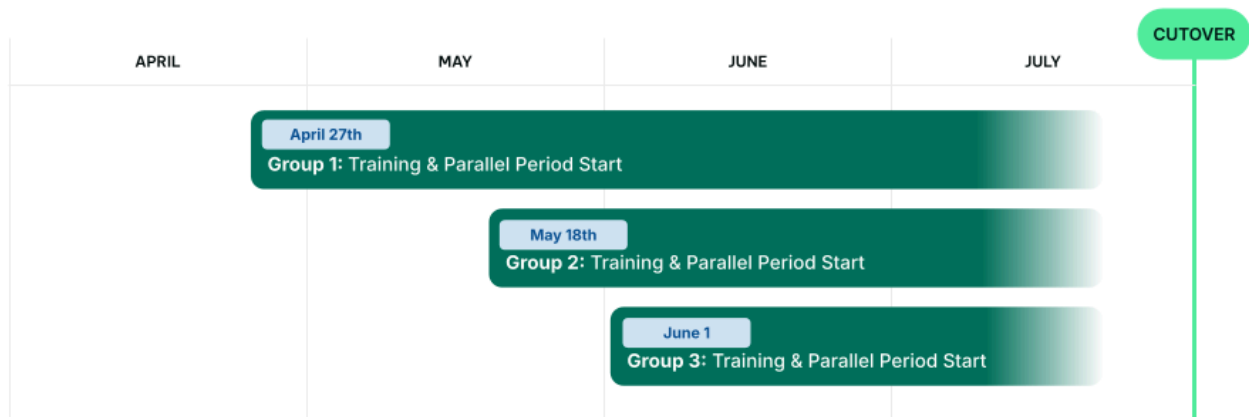 CUTOVER
APRIL
MAY
JUNE
JULY
April 27th
Group 1: Training & Parallel Period Start
May 18th
Group 2: Training & Parallel Period Start
June 1
Group 3: Training & Parallel Period Start